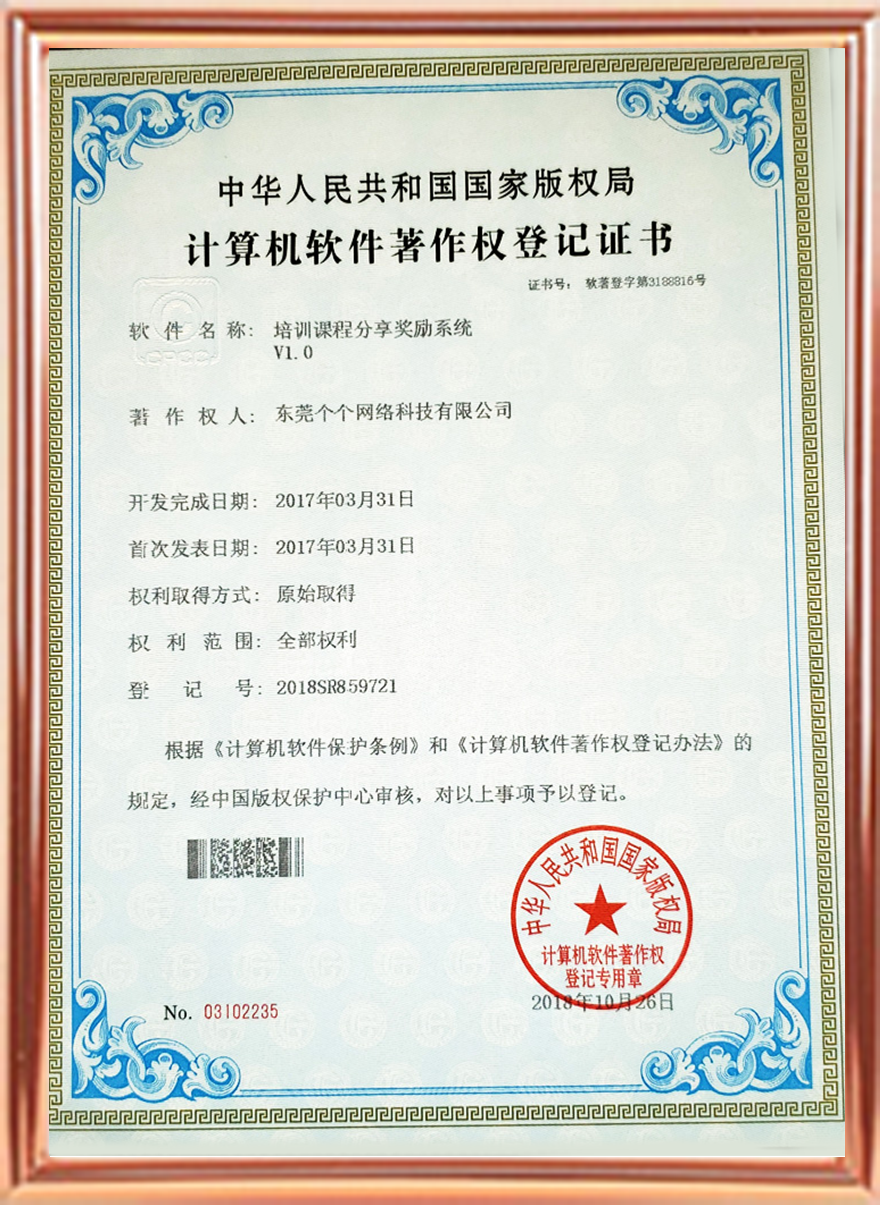 中华人民共和国国家版权局
计算机软件著作权登记证书
证书号： 软著登字第3188816号
软件名称： 培训课程分享奖励系统
V1.0
著作权人： 东莞个个网络科技有限公司
开发完成日期： 2017年03月31日
首次发表日期： 2017年03月31日
权利取得方式： 原始取得
权利范围： 全部权利
登记号： 2018SR859721
根据《计算机软件保护条例》和《计算机软件著作权登记办法》的
规定，经中国版权保护中心审核，对以上事项予以登记。
中华人民共和国国家版权局
计算机软件著作权
登记专用章
2018年10月26日
No. 03102235
CPCC